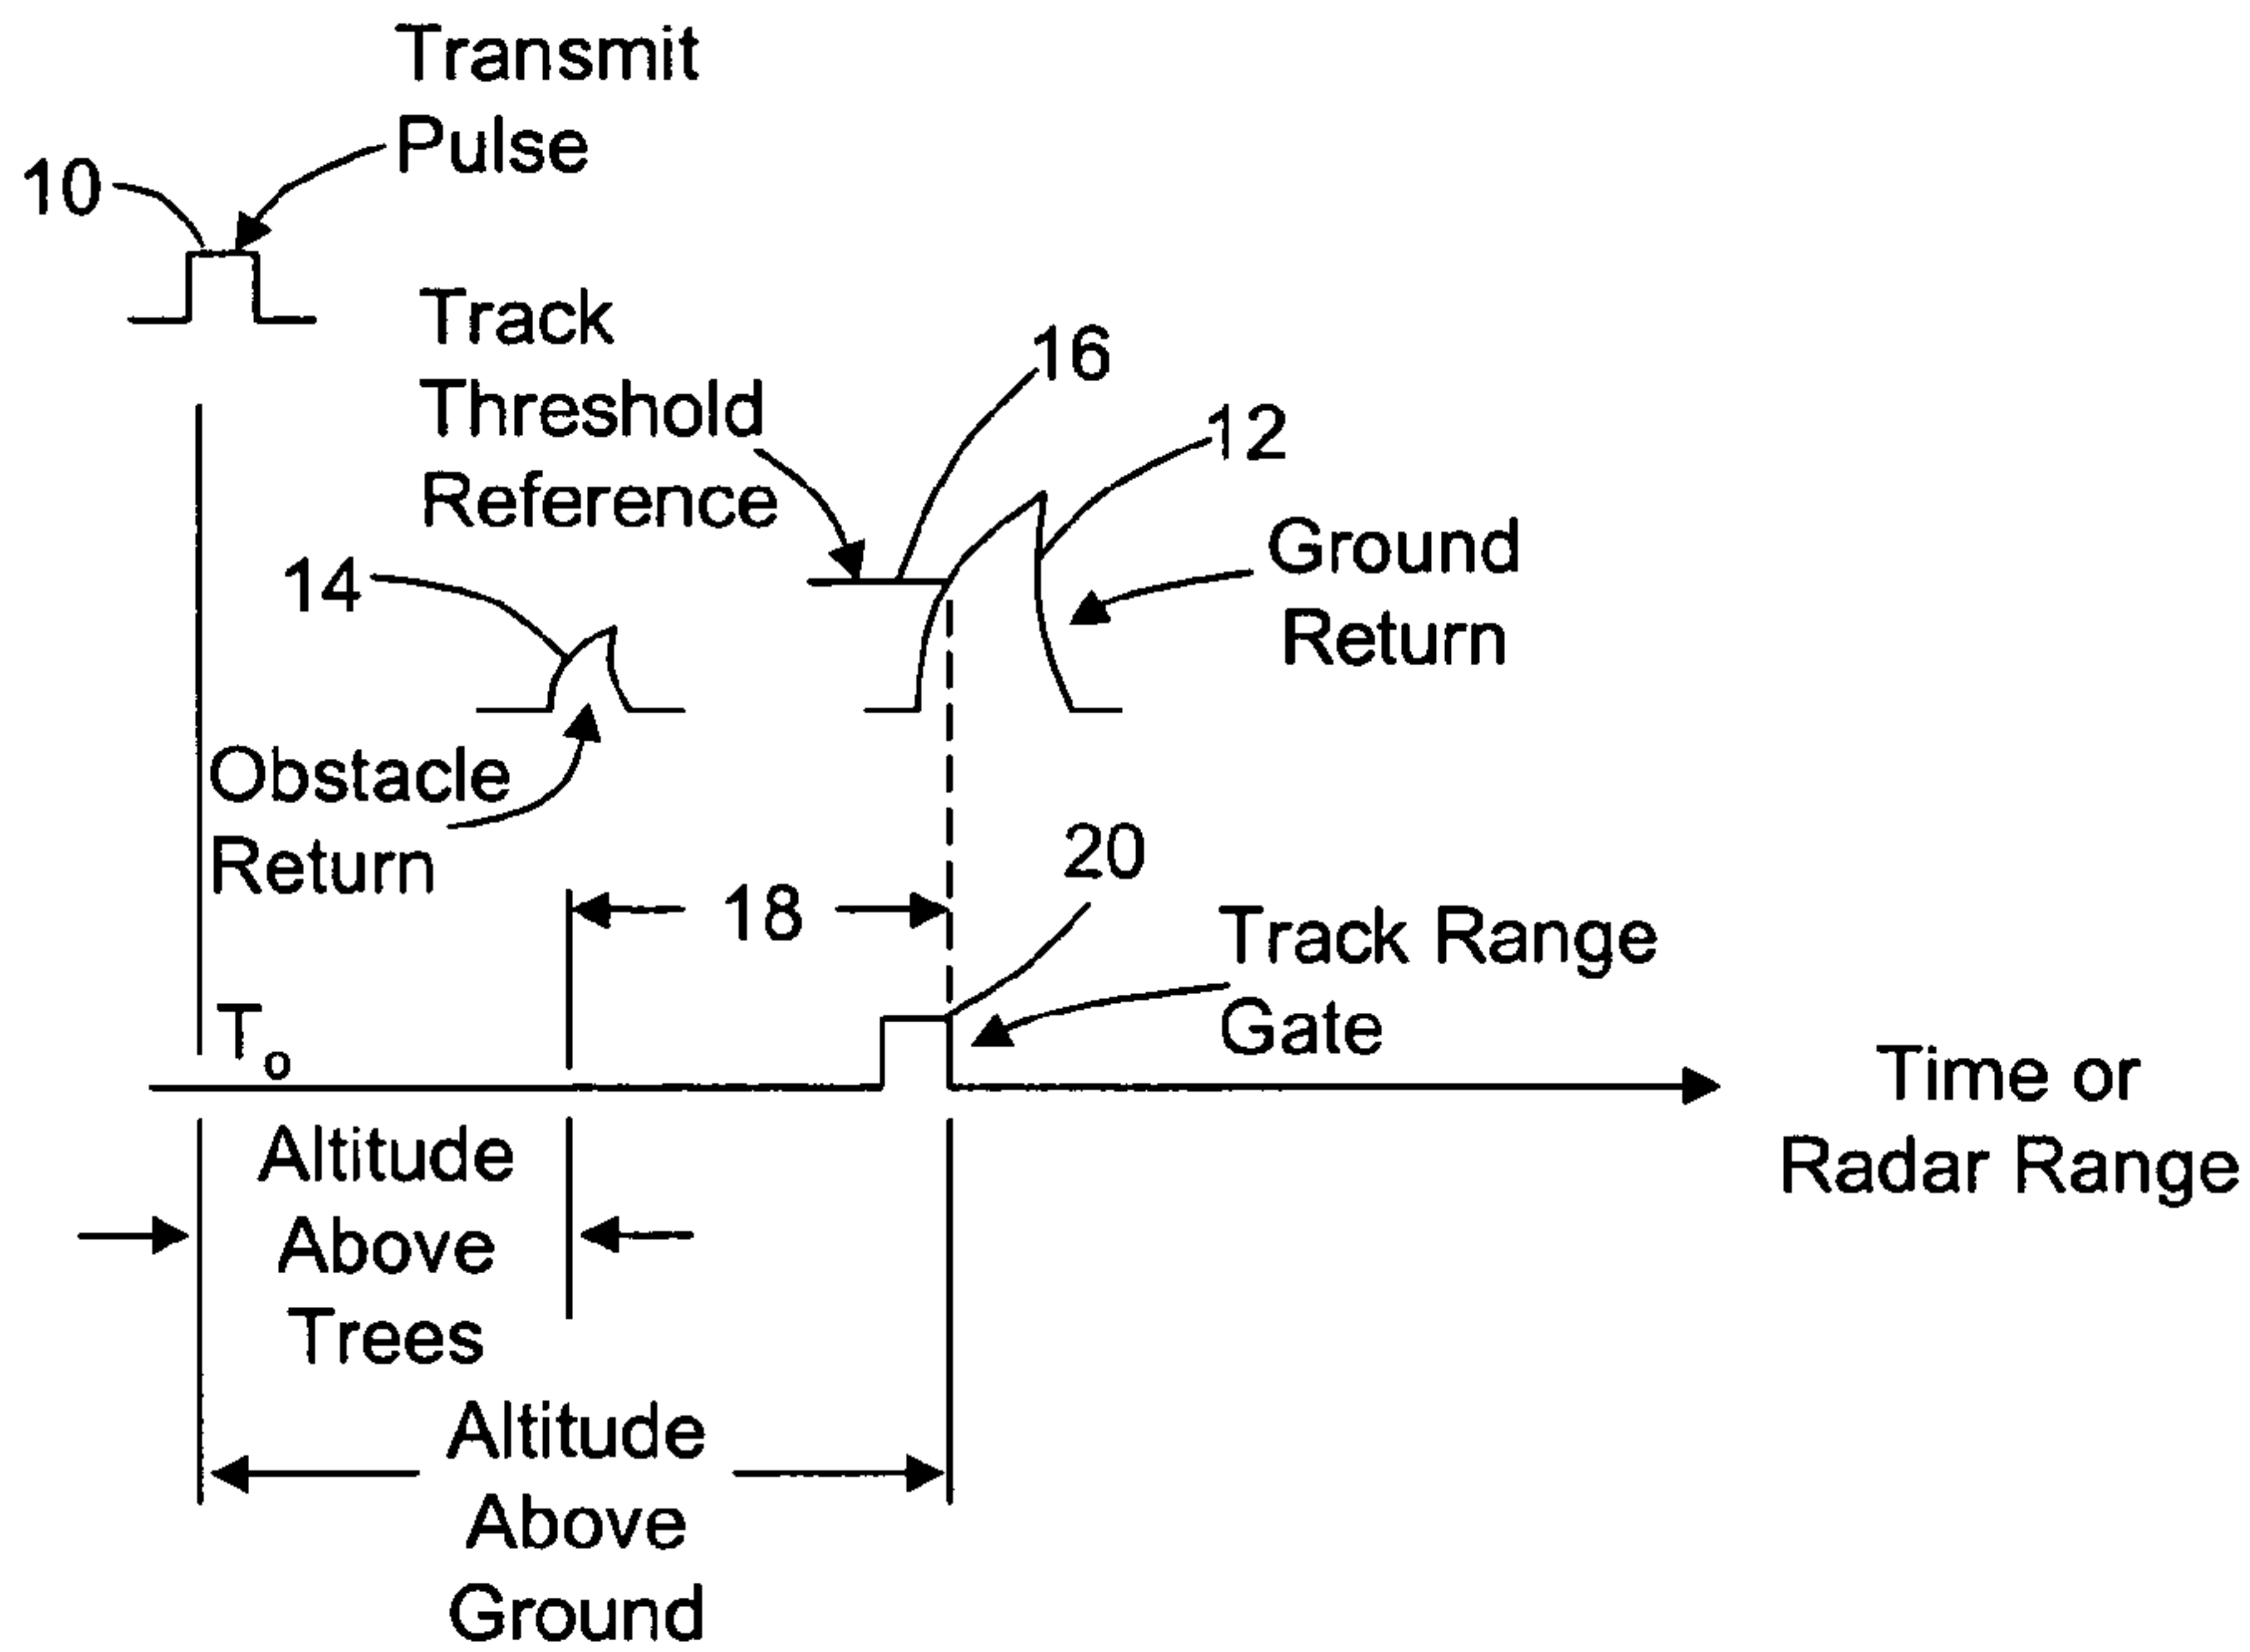 Transmit
Pulse
10
Track
Threshold
Reference
16
12
Ground
Return
14
Obstacle
Return
18
20
Track Range
Gate
To
Time or
Radar Range
Altitude
Above
Trees
Altitude
Above
Ground